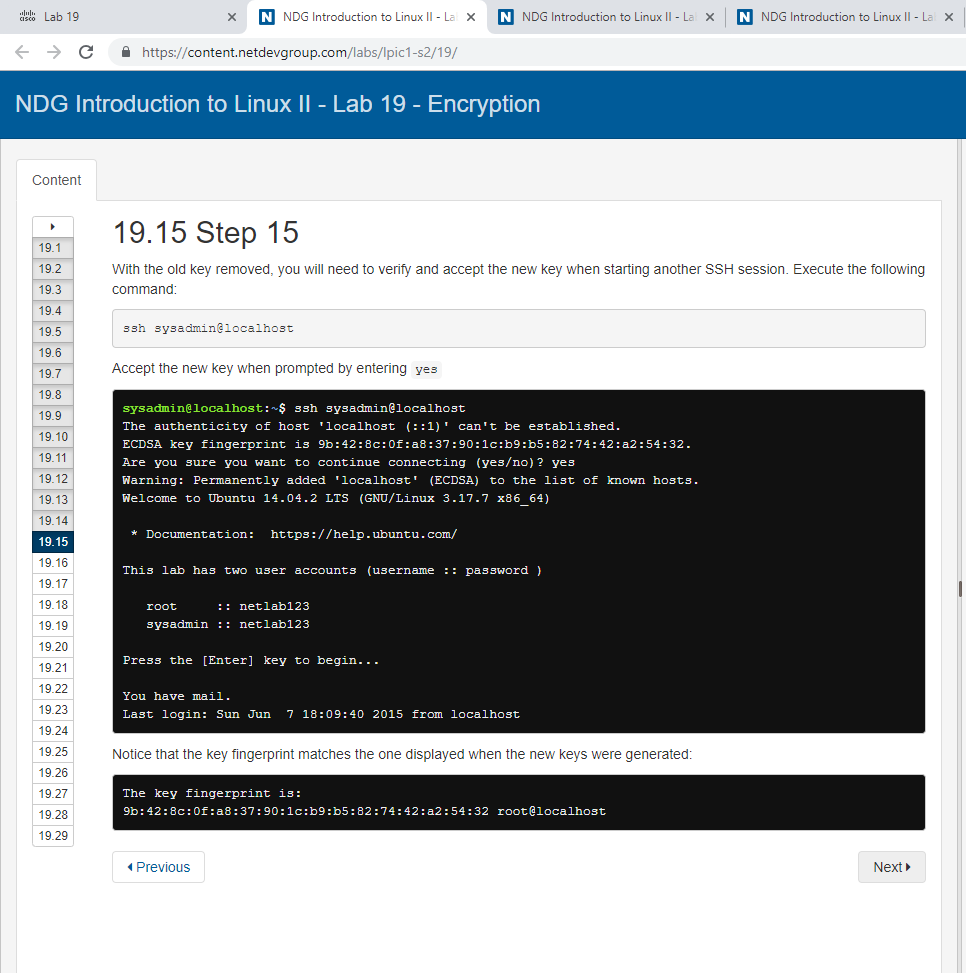 cisco Lab 19
NDG Introduction to Linux II - La
NDG Introduction to Linux II - La
NDG Introduction to Linux II - La
https://content.netdevgroup.com/labs/lpic1-s2/19/
NDG Introduction to Linux II - Lab 19 - Encryption
Content
19.1
19.2
19.3
19.4
19.5
19.6
19.7
19.8
19.9
19.10
19.11
19.12
19.13
19.14
19.15
19.16
19.17
19.18
19.19
19.20
19.21
19.22
19.23
19.24
19.25
19.26
19.27
19.28
19.29
19.15 Step 15
With the old key removed, you will need to verify and accept the new key when starting another SSH session. Execute the following
command:
ssh sysadmin@localhost
Accept the new key when prompted by entering yes
sysadmin@localhost:~$ ssh sysadmin@localhost
The authenticity of host 'localhost (::1)' can't be established.
ECDSA key fingerprint is 9b:42:8c:0f:a8:37:90:1c:b9:b5:82:74:42:a2:54:32.
Are you sure you want to continue connecting (yes/no)? yes
Warning: Permanently added 'localhost' (ECDSA) to the list of known hosts.
Welcome to Ubuntu 14.04.2 LTS (GNU/Linux 3.17.7 x86_64)
* Documentation:  https://help.ubuntu.com/
This lab has two user accounts (username :: password )
root     :: netlab123
sysadmin :: netlab123
Press the [Enter] key to begin...
You have mail.
Last login: Sun Jun  7 18:09:40 2015 from localhost
Notice that the key fingerprint matches the one displayed when the new keys were generated:
The key fingerprint is:
9b:42:8c:0f:a8:37:90:1c:b9:b5:82:74:42:a2:54:32 root@localhost
Previous
Next